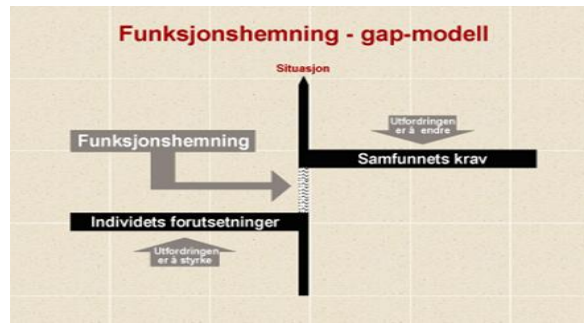 Funksjonshemning - gap-modell
Situasjon
Utfordringen
er å endre
Funksjonshemning
Samfunnets krav
Individets forutsetninger
Utfordringen
er å styrke